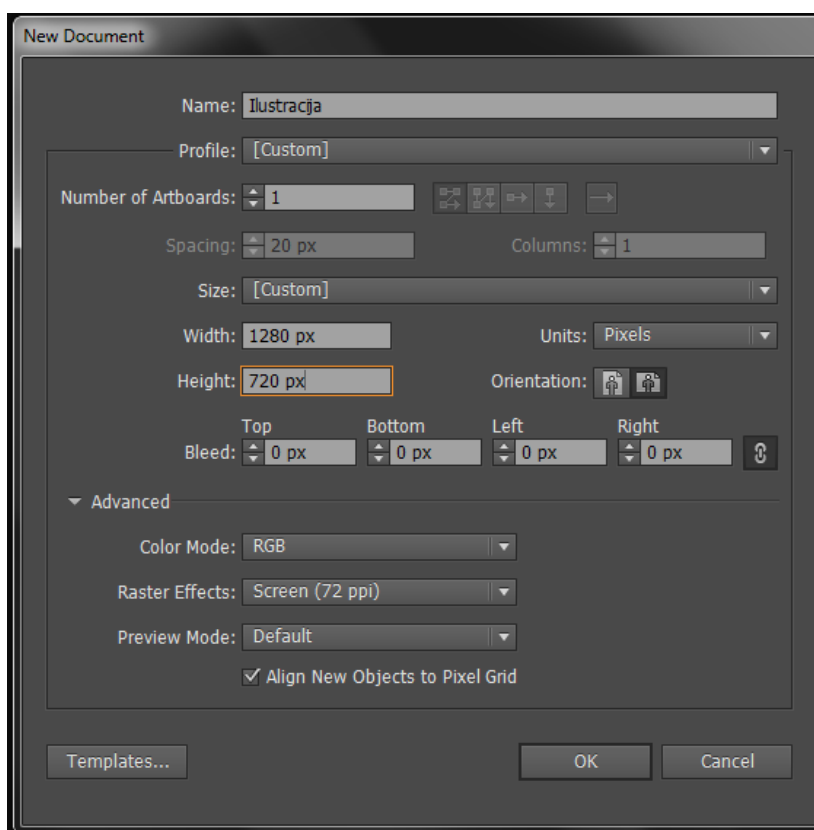 New Document
Name: Ilustracija
Profile: [Custom]
Number of Artboards: 1
Spacing: 20 px Columns: 1
Size: [Custom]
Width: 1280 px Units: Pixels
Height: 720 px Orientation:
Top Bottom Left Right
Bleed: 0 px 0 px 0 px 0 px
Advanced
Color Mode: RGB
Raster Effects: Screen (72 ppi)
Preview Mode: Default
Align New Objects to Pixel Grid
Templates... OK Cancel